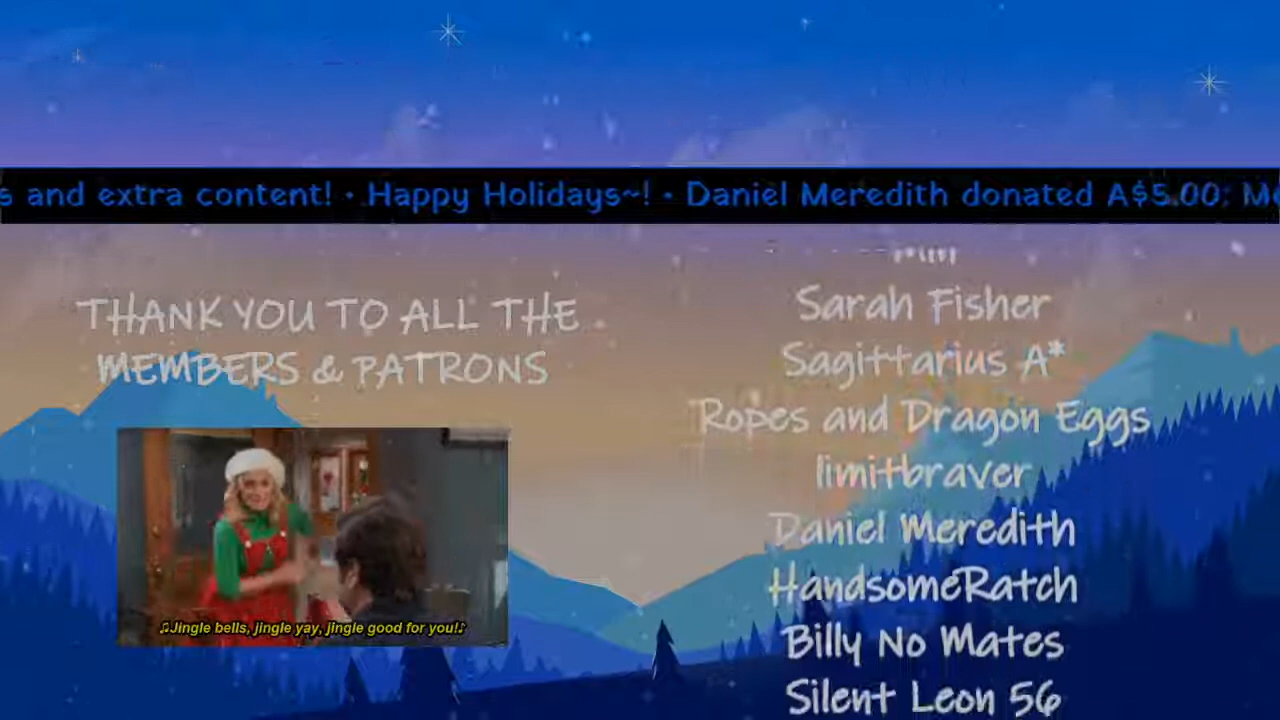 s and extra content! • Happy Holidays~! • Daniel Meredith donated A$5.00; Me
THANK YOU TO ALL THE
MEMBERS & PATRONS
♫Jingle bells, jingle yay, jingle good for you!♪
Sarah Fisher
Sagittarius A*
Ropes and Dragon Eggs
limitbraver
Daniel Meredith
HandsomeRatch
Billy No Mates
Silent Leon 56